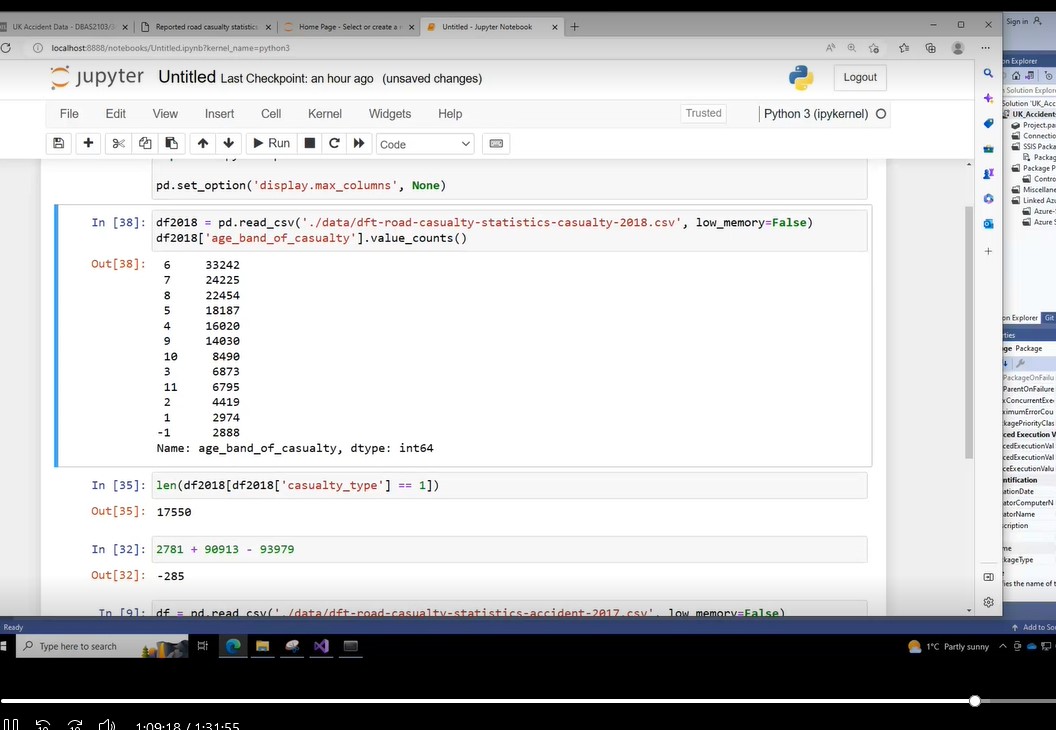 UK Accident Data - DBAS2103/
Reported road casualty statistics
Home Page - Select or create a
Untitled - Jupyter Notebook
Sign in
localhost:8888/notebooks/Untitled.ipynb?kernel_name=python3
jupyter Untitled Last Checkpoint: an hour ago (unsaved changes)
Logout
File Edit View Insert Cell Kernel Widgets Help
Trusted
Python 3 (ipykernel)
Run
Code
pd.set_option('display.max_columns', None)
In [38]: df2018 = pd.read_csv('./data/dft-road-casualty-statistics-casualty-2018.csv', low_memory=False)
df2018['age_band_of_casualty'].value_counts()
Out[38]: 6 33242
7 24225
8 22454
5 18187
4 16020
9 14030
10 8490
3 6873
11 6795
2 4419
1 2974
-1 2888
Name: age_band_of_casualty, dtype: int64
In [35]: len(df2018[df2018['casualty_type'] == 1])
Out[35]: 17550
In [32]: 2781 + 90913 - 93979
Out[32]: -285
In [9]: df = pd.read_csv('./data/dft-road-casualty-statistics-accident-2017.csv', low_memory=False)
on Explorer
Solution Explor
Solution 'UK_Acc
UK_Accident
Project.pa
Connectio
SSIS Packa
Packag
Package P
Contro
Miscellane
Linked Azu
Azure-
Azure S
on Explorer Git
rties
ge Package
PackageOnFailu
ParentOnFailure
xConcurrentExe
ximumErrorCou
kagePriorityClas
ced Execution V
cedExecutionVal
cedExecutionVal
ceExecutionValu
ntification
ationDate
atorComputerN
atorName
scription
me
kageType
ies the name of t
Ready
Add to Sou
Type here to search
1°C Partly sunny
1:09:18 / 1:31:55